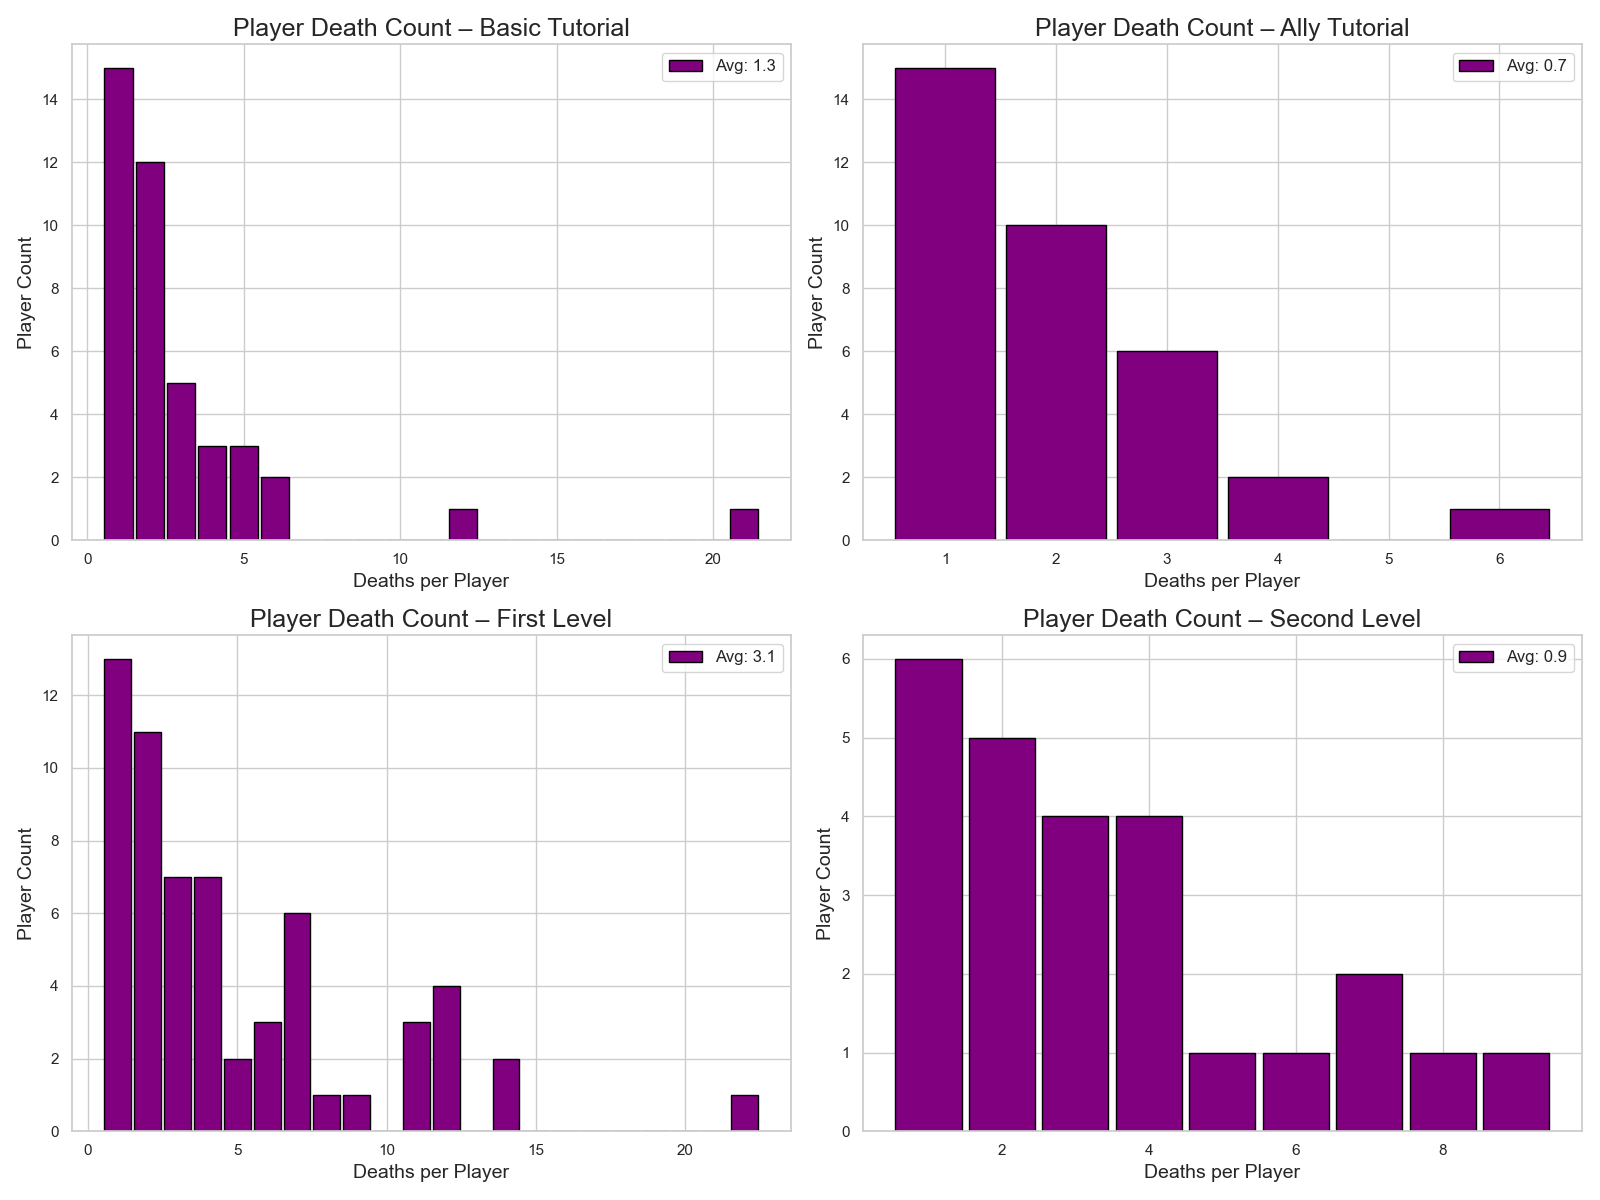 Player Death Count – Basic Tutorial
Avg: 1.3
Player Count
14
12
10
8
6
4
2
0
0 5 10 15 20
Deaths per Player
Player Death Count – Ally Tutorial
Avg: 0.7
Player Count
14
12
10
8
6
4
2
0
1 2 3 4 5 6
Deaths per Player
Player Death Count – First Level
Avg: 3.1
Player Count
12
10
8
6
4
2
0
0 5 10 15 20
Deaths per Player
Player Death Count – Second Level
Avg: 0.9
Player Count
6
5
4
3
2
1
0
2 4 6 8
Deaths per Player